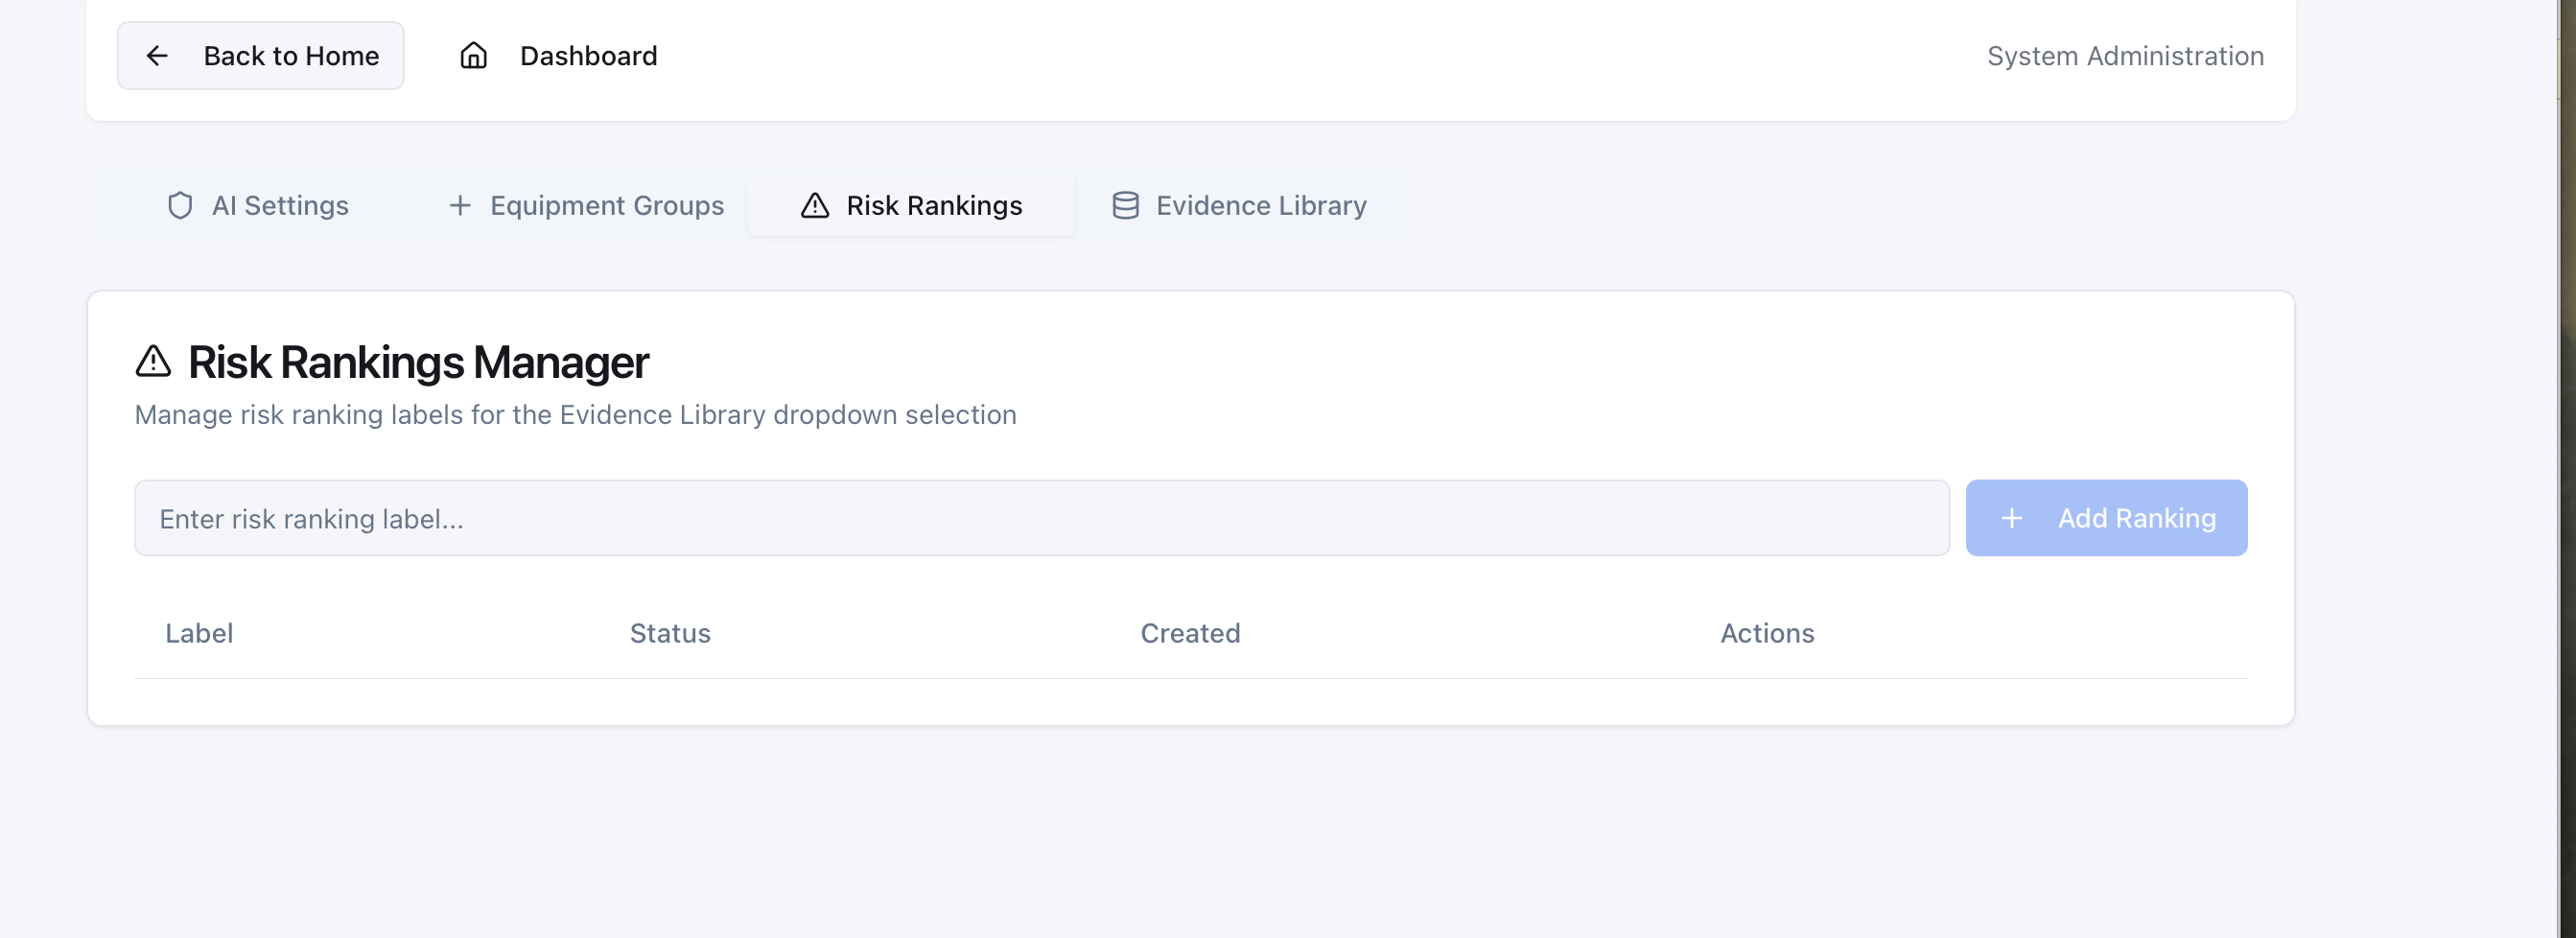 Back to Home Dashboard System Administration
AI Settings Equipment Groups Risk Rankings Evidence Library
Risk Rankings Manager
Manage risk ranking labels for the Evidence Library dropdown selection
Enter risk ranking label... Add Ranking
Label Status Created Actions